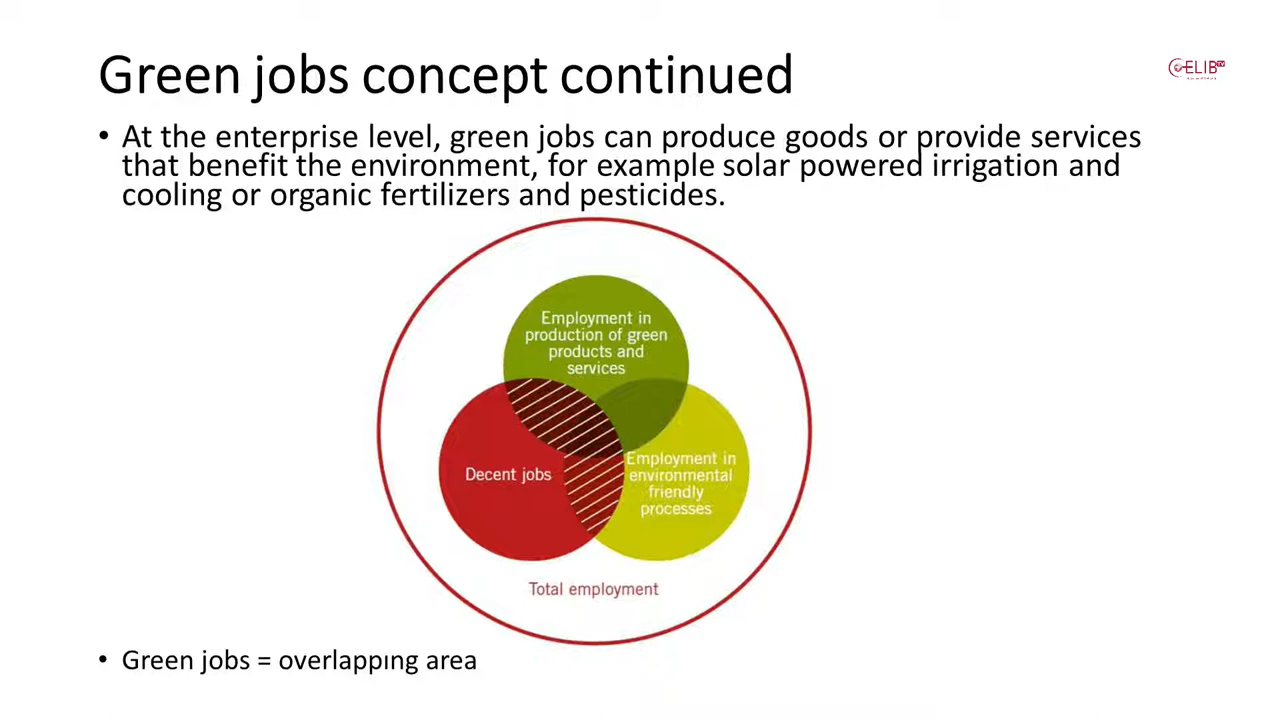 Green jobs concept continued
ELIB TV
• At the enterprise level, green jobs can produce goods or provide services
that benefit the environment, for example solar powered irrigation and
cooling or organic fertilizers and pesticides.
Employment in
production of green
products and
services
Decent jobs
Employment in
environmental
friendly
processes
Total employment
• Green jobs = overlapping area